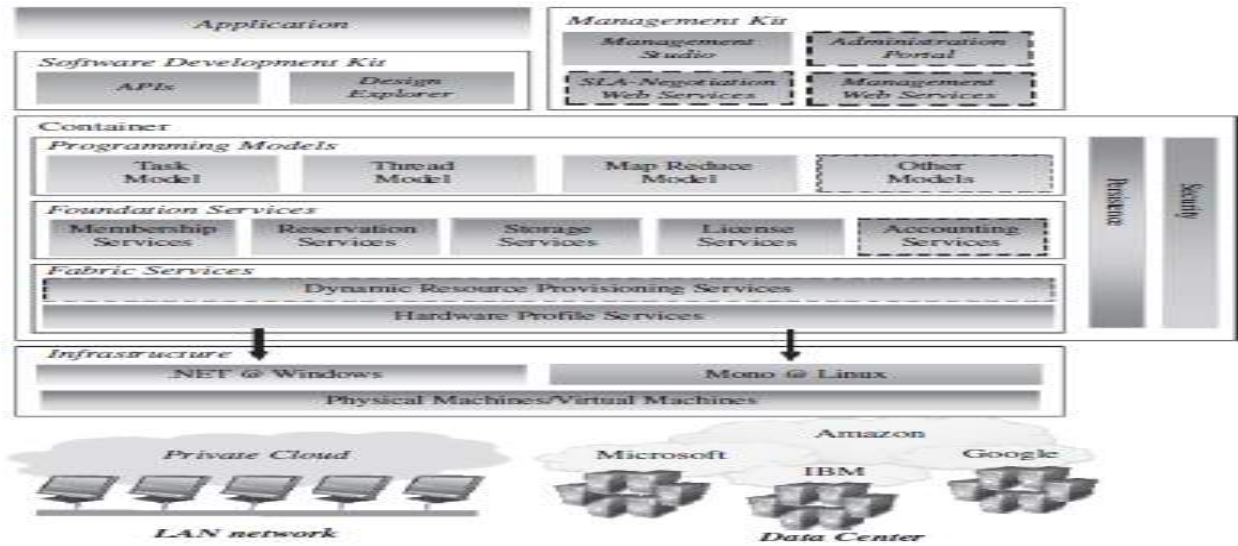 Application
Management Kit
Management
Studio
Administration
Portal
SLA-Negotiation
Web Services
Management
Web Services
Software Development Kit
APIs
Design
Explorer
Container
Programming Models
Task
Model
Thread
Model
Map Reduce
Model
Other
Models
Foundation Services
Membership
Services
Reservation
Services
Storage
Services
License
Services
Accounting
Services
Fabric Services
Dynamic Resource Provisioning Services
Hardware Profile Services
Persistence
Security
Infrastructure
.NET @ Windows
Mono @ Linux
Physical Machines/Virtual Machines
Private Cloud
LAN network
Amazon
Microsoft
Google
IBM
Data Center